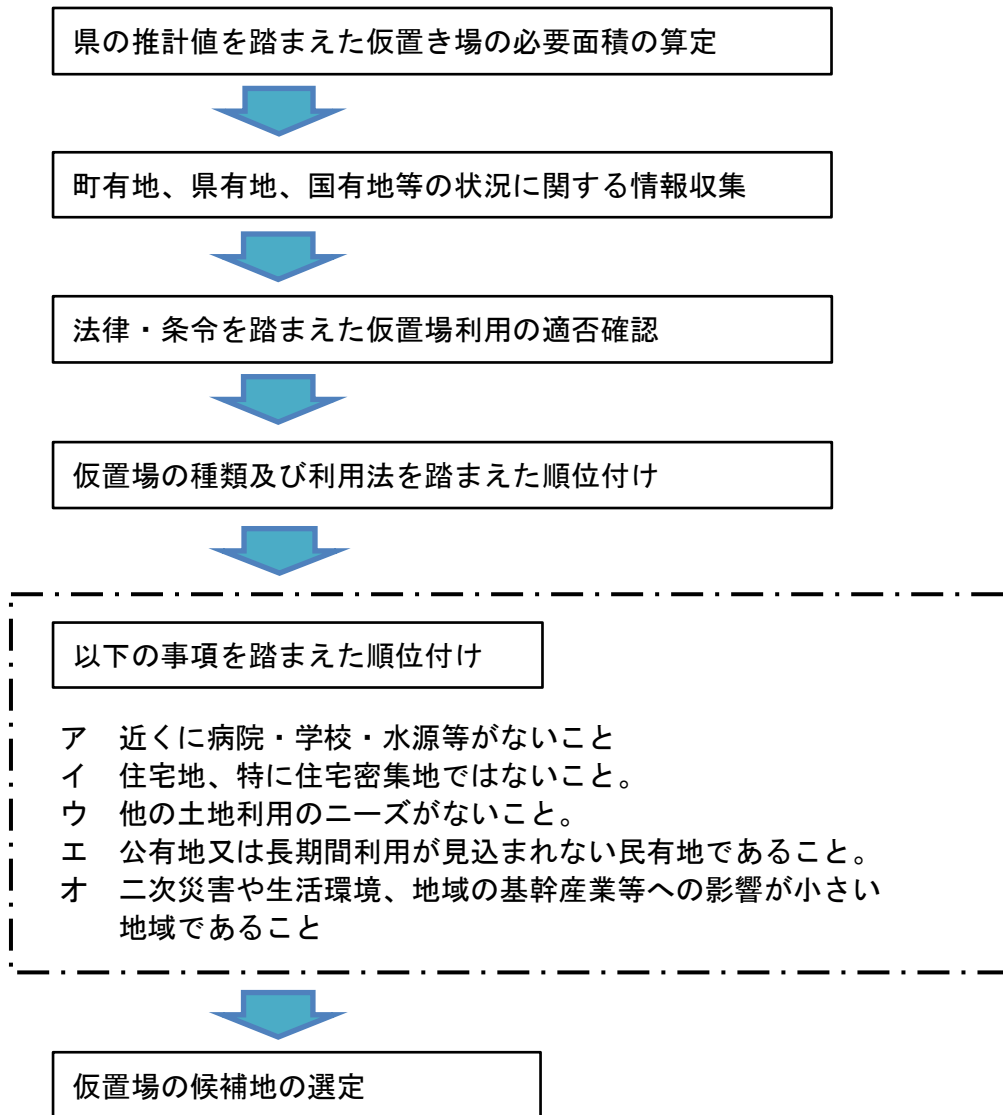 県の推計値を踏まえた仮置き場の必要面積の算定
町有地、県有地、国有地等の状況に関する情報収集
法律・条令を踏まえた仮置場利用の適否確認
仮置場の種類及び利用法を踏まえた順位付け
以下の事項を踏まえた順位付け
ア 近くに病院・学校・水源等がないこと
イ 住宅地、特に住宅密集地ではないこと。
ウ 他の土地利用のニーズがないこと。
エ 公有地又は長期間利用が見込まれない民有地であること。
オ 二次災害や生活環境、地域の基幹産業等への影響が小さい
地域であること
仮置場の候補地の選定